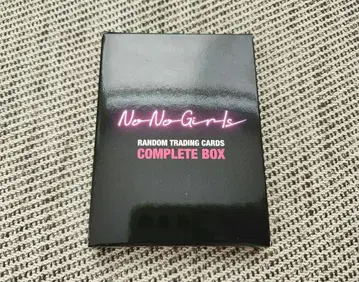 No No Girls
RANDOM TRADING CARDS
COMPLETE BOX